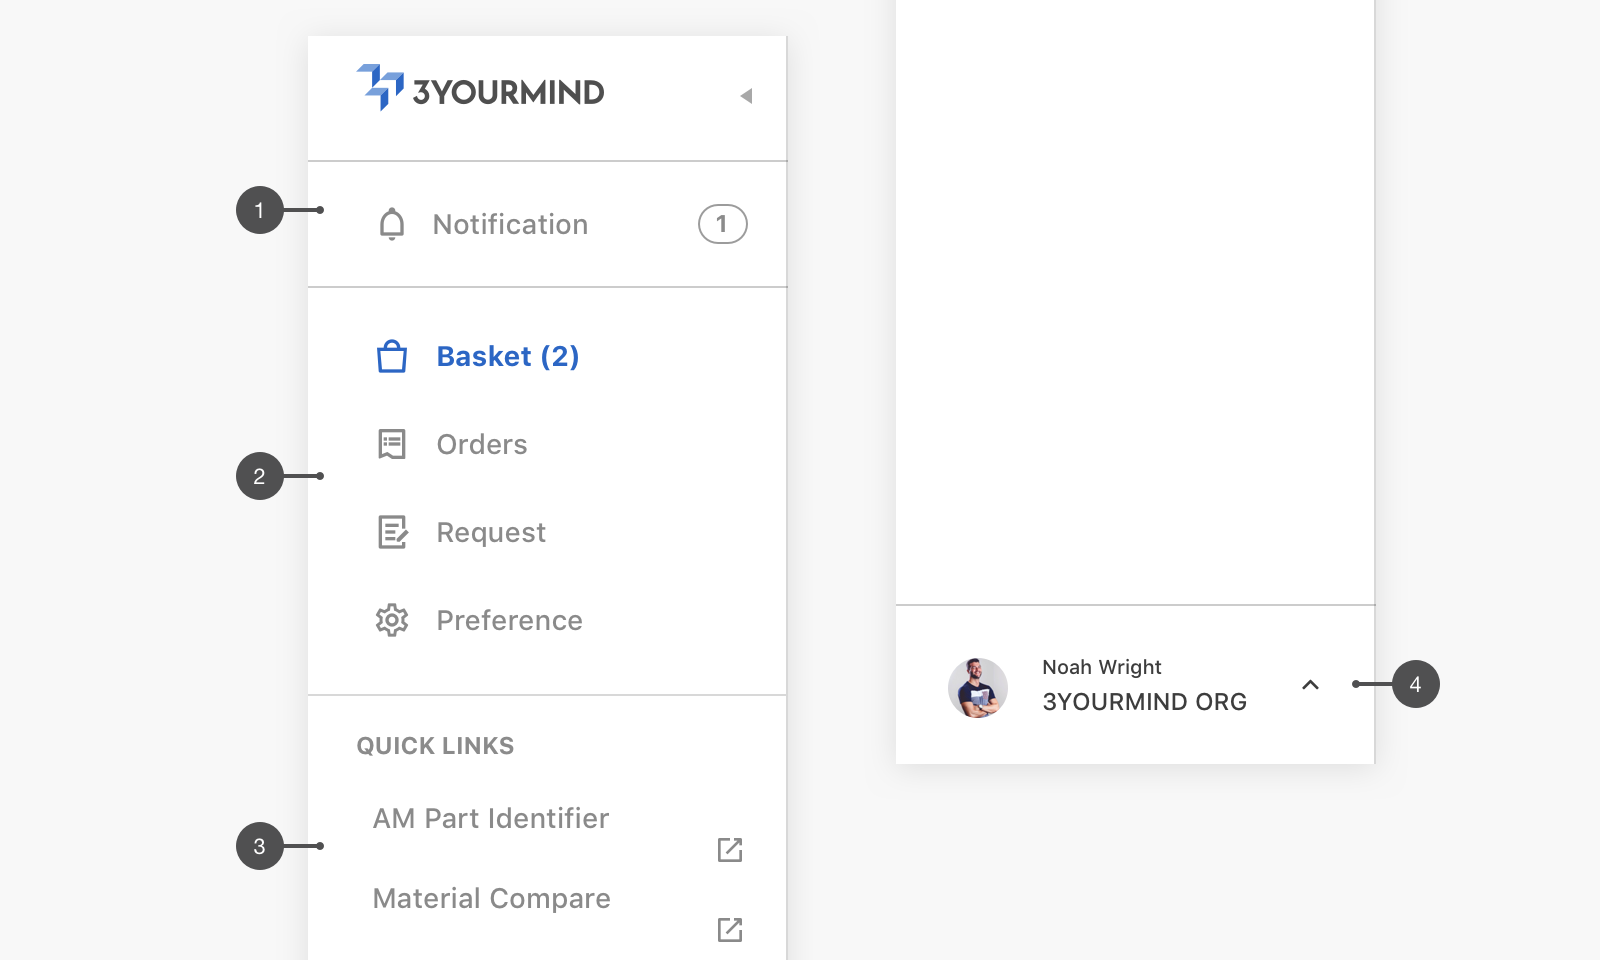 3YOURMIND
1
Notification
1
Basket (2)
2
Orders
Request
Preference
QUICK LINKS
3
AM Part Identifier
Material Compare
Noah Wright
3YOURMIND ORG
4